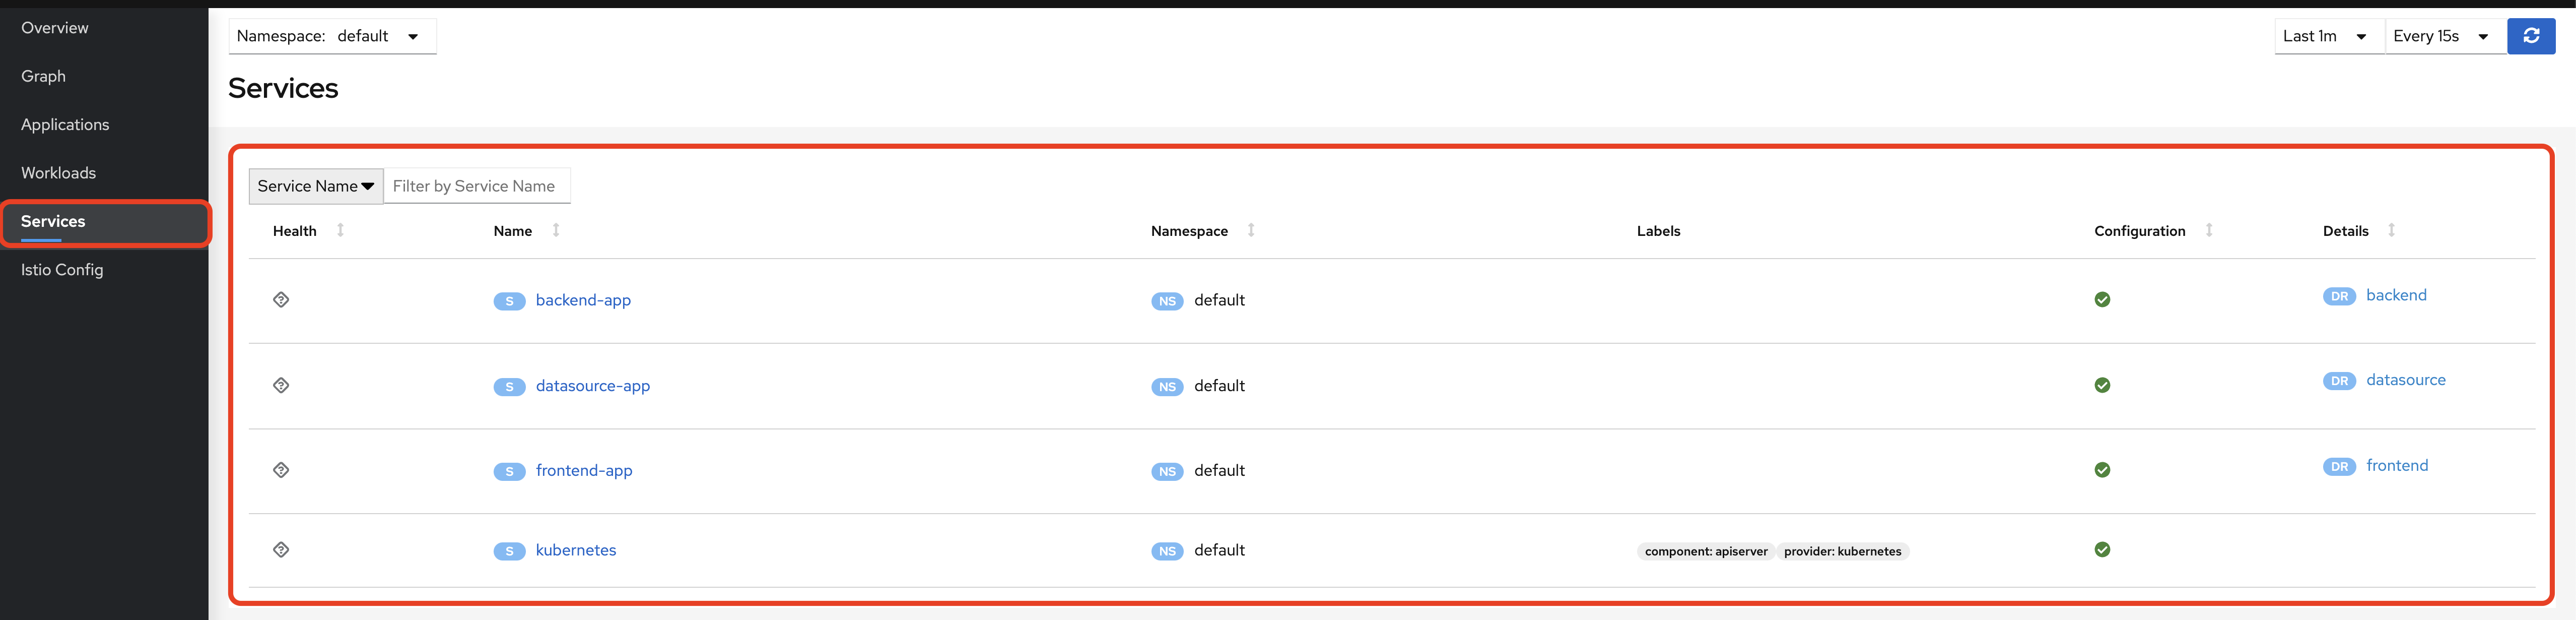 Overview
Graph
Applications
Workloads
Services
Istio Config
Namespace: default
Last 1m Every 15s
Services
Service Name Filter by Service Name
Health Name Namespace Labels Configuration Details
S backend-app NS default DR backend
S datasource-app NS default DR datasource
S frontend-app NS default DR frontend
S kubernetes NS default component: apiserver provider: kubernetes